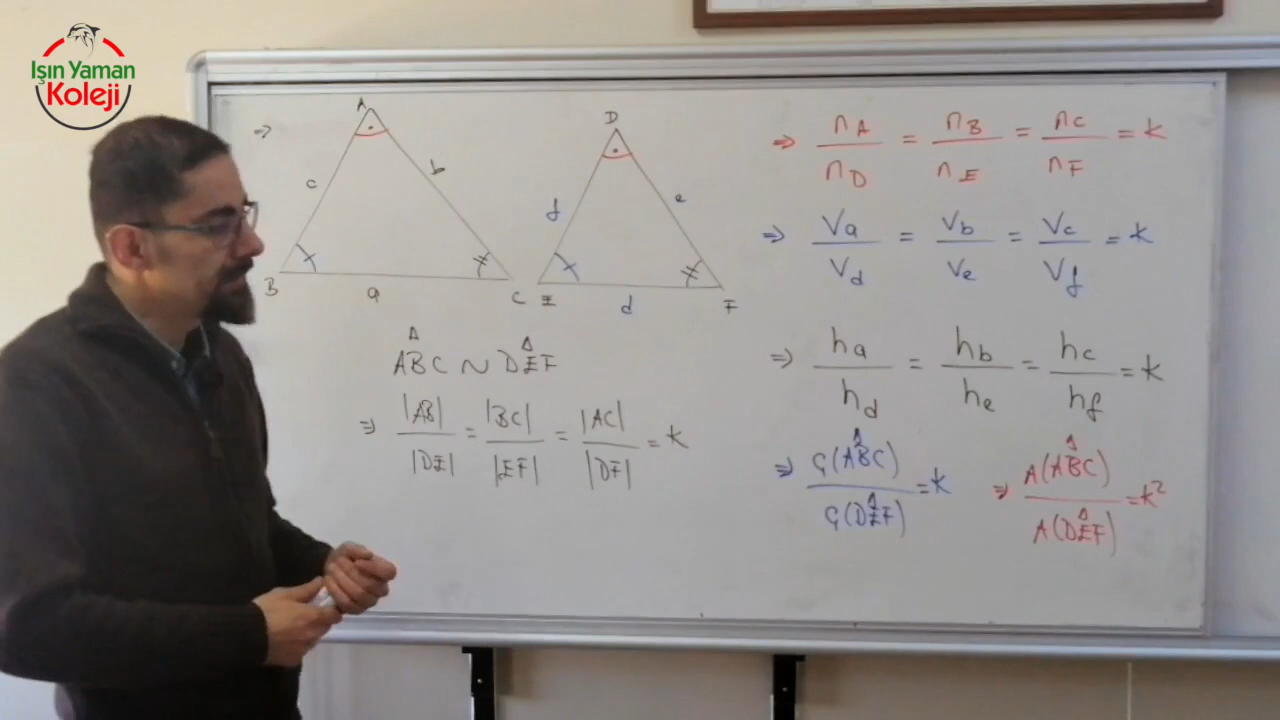 Işın Yaman
Koleji
⇒
A
c
b
B
a
C
D
f
e
E
d
F
ABC ~ DEF
⇒ |AB| / |DE| = |BC| / |EF| = |AC| / |DF| = k
⇒ nA / nD = nB / nE = nC / nF = k
⇒ Va / Vd = Vb / Ve = Vc / Vf = k
⇒ ha / hd = hb / he = hc / hf = k
⇒ Ç(ABC) / Ç(DEF) = k
⇒ A(ABC) / A(DEF) = k²